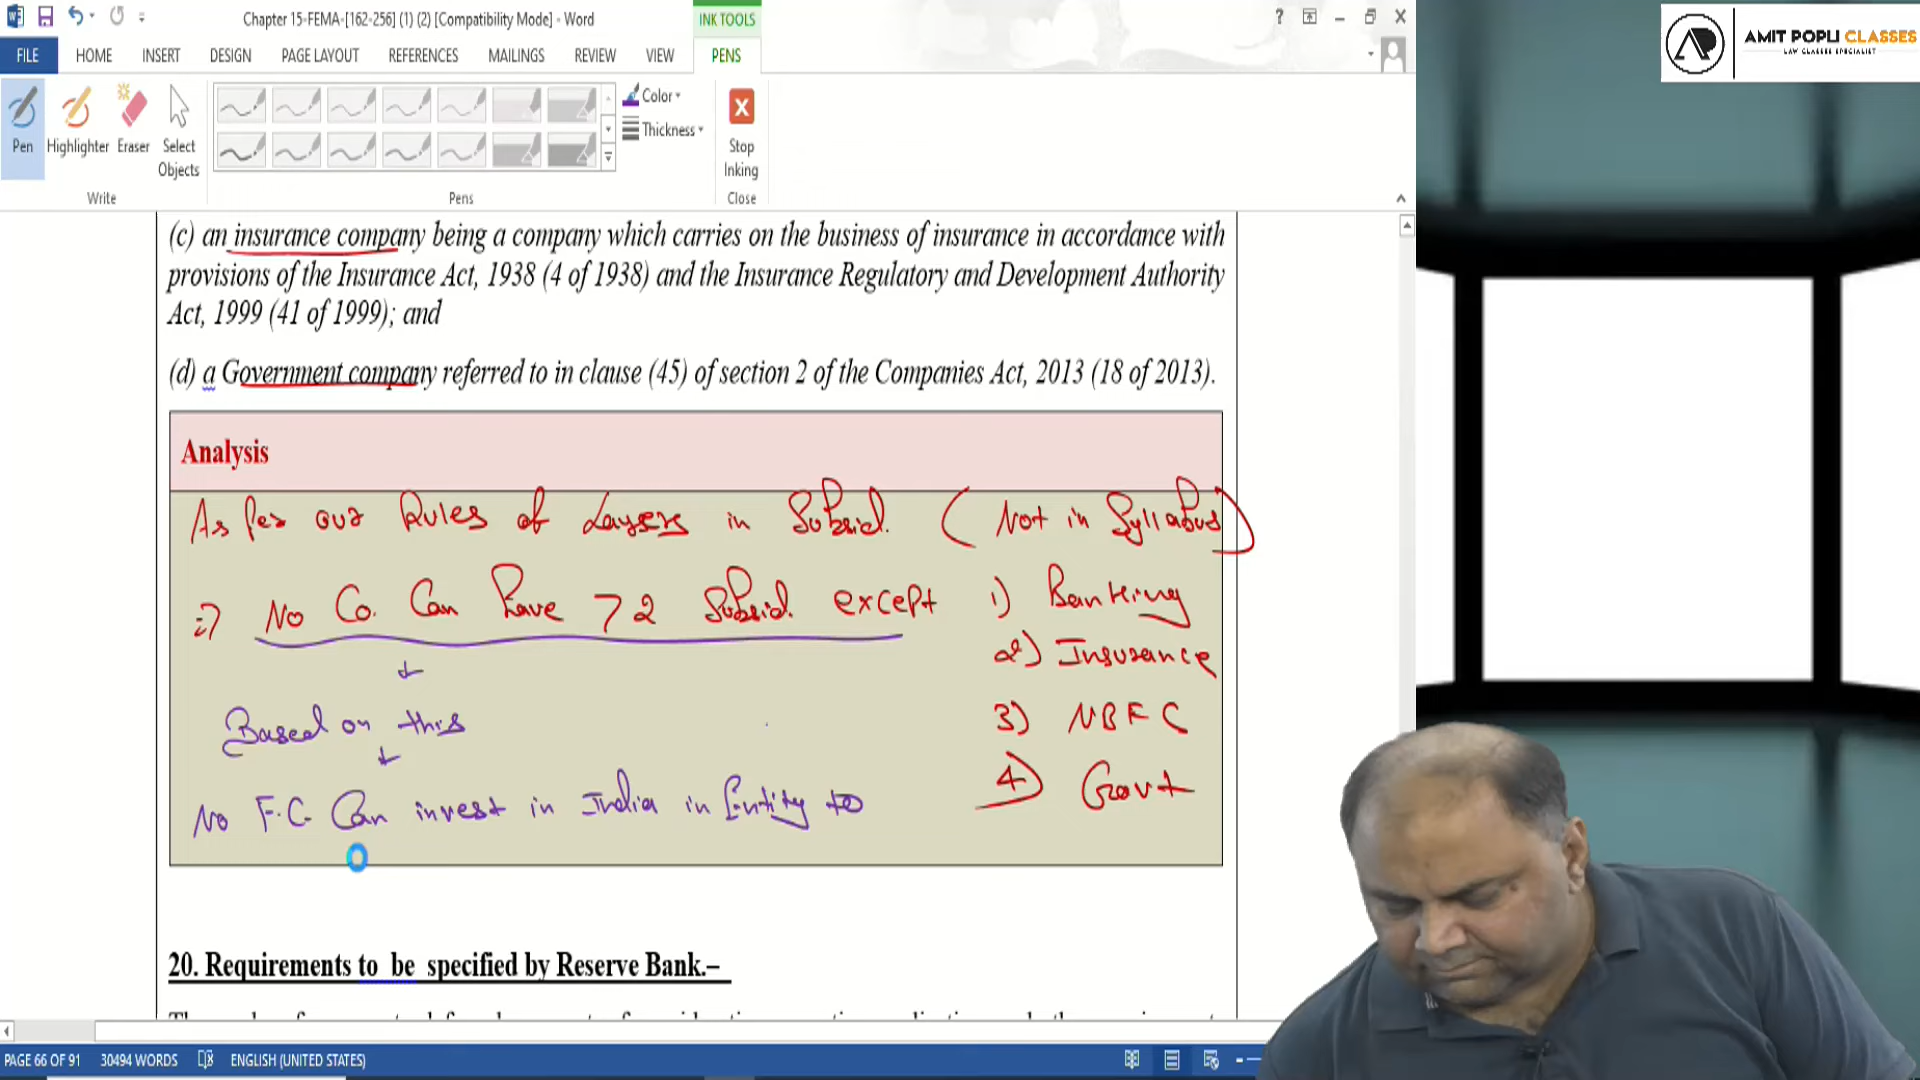 Chapter 15-FEMA-[162-256] (1) (2) [Compatibility Mode] - Word
INK TOOLS
FILE HOME INSERT DESIGN PAGE LAYOUT REFERENCES MAILINGS REVIEW VIEW PENS
Pen Highlighter Eraser Select Objects
Color
Thickness
Stop Inking
Write Pens Close
AMIT POPLI CLASSES
LAW CLASSES SPECIALIST
(c) an insurance company being a company which carries on the business of insurance in accordance with
provisions of the Insurance Act, 1938 (4 of 1938) and the Insurance Regulatory and Development Authority
Act, 1999 (41 of 1999); and
(d) a Government company referred to in clause (45) of section 2 of the Companies Act, 2013 (18 of 2013).
Analysis
As Per our Rules of Layers in Subsid. (Not in Syllabus)
=> No Co. Can have >2 Subsid. except 1) Banking
2) Insurance
3) NBFC
4) Govt
Based on this
No F.C. Can invest in India in Entity to
20. Requirements to be specified by Reserve Bank.–
PAGE 66 OF 91 30494 WORDS ENGLISH (UNITED STATES)